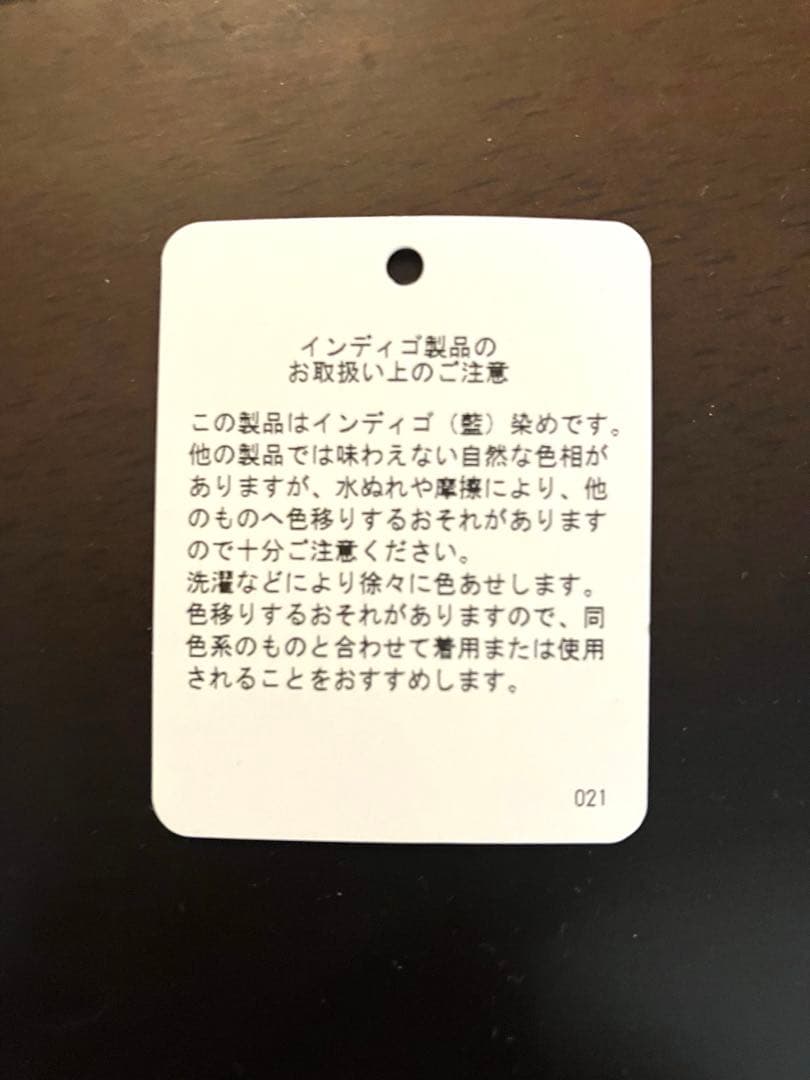 インディゴ製品の
お取扱い上のご注意
この製品はインディゴ（藍）染めです。
他の製品では味わえない自然な色相が
ありますが、水ぬれや摩擦により、他
のものへ色移りするおそれがあります
ので十分ご注意ください。
洗濯などにより徐々に色あせします。
色移りするおそれがありますので、同
色系のものと合わせて着用または使用
されることをおすすめします。
021